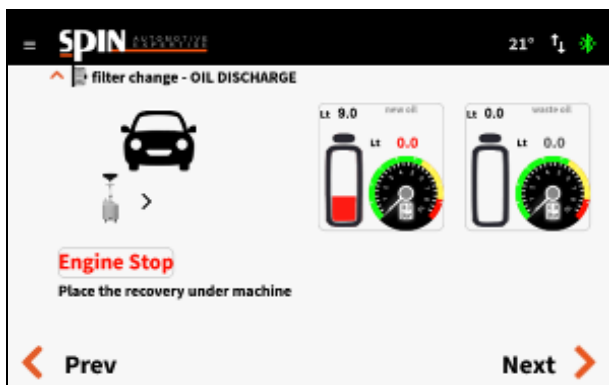 ≡ SPIN AUTOMOTIVE EXPERTISE 21°
filter change - OIL DISCHARGE
Lt 9.0 new oil
Lt 0.0
Lt 0.0 waste oil
Lt 0.0
Engine Stop
Place the recovery under machine
Prev
Next